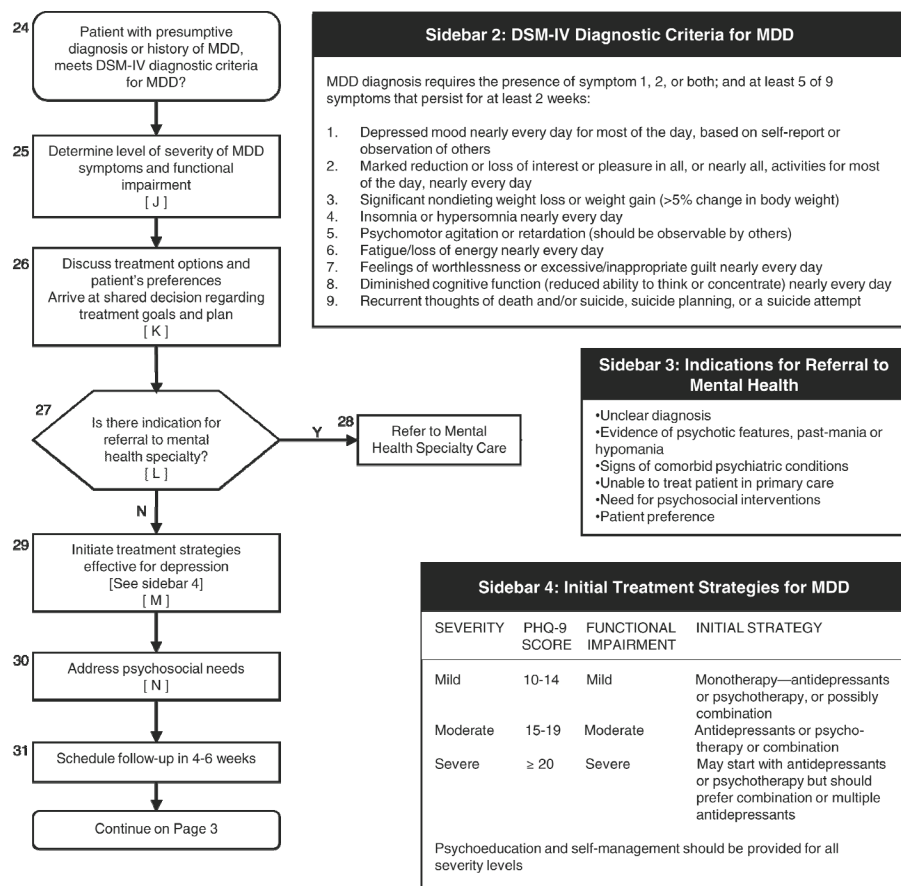 24
Patient with presumptive
diagnosis or history of MDD,
meets DSM-IV diagnostic criteria
for MDD?
25
Determine level of severity of MDD
symptoms and functional
impairment
[ J ]
26
Discuss treatment options and
patient's preferences
Arrive at shared decision regarding
treatment goals and plan
[ K ]
27
Is there indication for
referral to mental
health specialty?
[ L ]
Y
28
Refer to Mental
Health Specialty Care
N
29
Initiate treatment strategies
effective for depression
[See sidebar 4]
[ M ]
30
Address psychosocial needs
[ N ]
31
Schedule follow-up in 4-6 weeks
Continue on Page 3
Sidebar 2: DSM-IV Diagnostic Criteria for MDD
MDD diagnosis requires the presence of symptom 1, 2, or both; and at least 5 of 9
symptoms that persist for at least 2 weeks:
1. Depressed mood nearly every day for most of the day, based on self-report or
observation of others
2. Marked reduction or loss of interest or pleasure in all, or nearly all, activities for most
of the day, nearly every day
3. Significant nondieting weight loss or weight gain (>5% change in body weight)
4. Insomnia or hypersomnia nearly every day
5. Psychomotor agitation or retardation (should be observable by others)
6. Fatigue/loss of energy nearly every day
7. Feelings of worthlessness or excessive/inappropriate guilt nearly every day
8. Diminished cognitive function (reduced ability to think or concentrate) nearly every day
9. Recurrent thoughts of death and/or suicide, suicide planning, or a suicide attempt
Sidebar 3: Indications for Referral to
Mental Health
•Unclear diagnosis
•Evidence of psychotic features, past-mania or
hypomania
•Signs of comorbid psychiatric conditions
•Unable to treat patient in primary care
•Need for psychosocial interventions
•Patient preference
Sidebar 4: Initial Treatment Strategies for MDD
SEVERITY PHQ-9 FUNCTIONAL INITIAL STRATEGY
SCORE IMPAIRMENT
Mild 10-14 Mild Monotherapy—antidepressants
or psychotherapy, or possibly
combination
Moderate 15-19 Moderate Antidepressants or psycho-
therapy or combination
Severe ≥ 20 Severe May start with antidepressants
or psychotherapy but should
prefer combination or multiple
antidepressants
Psychoeducation and self-management should be provided for all
severity levels